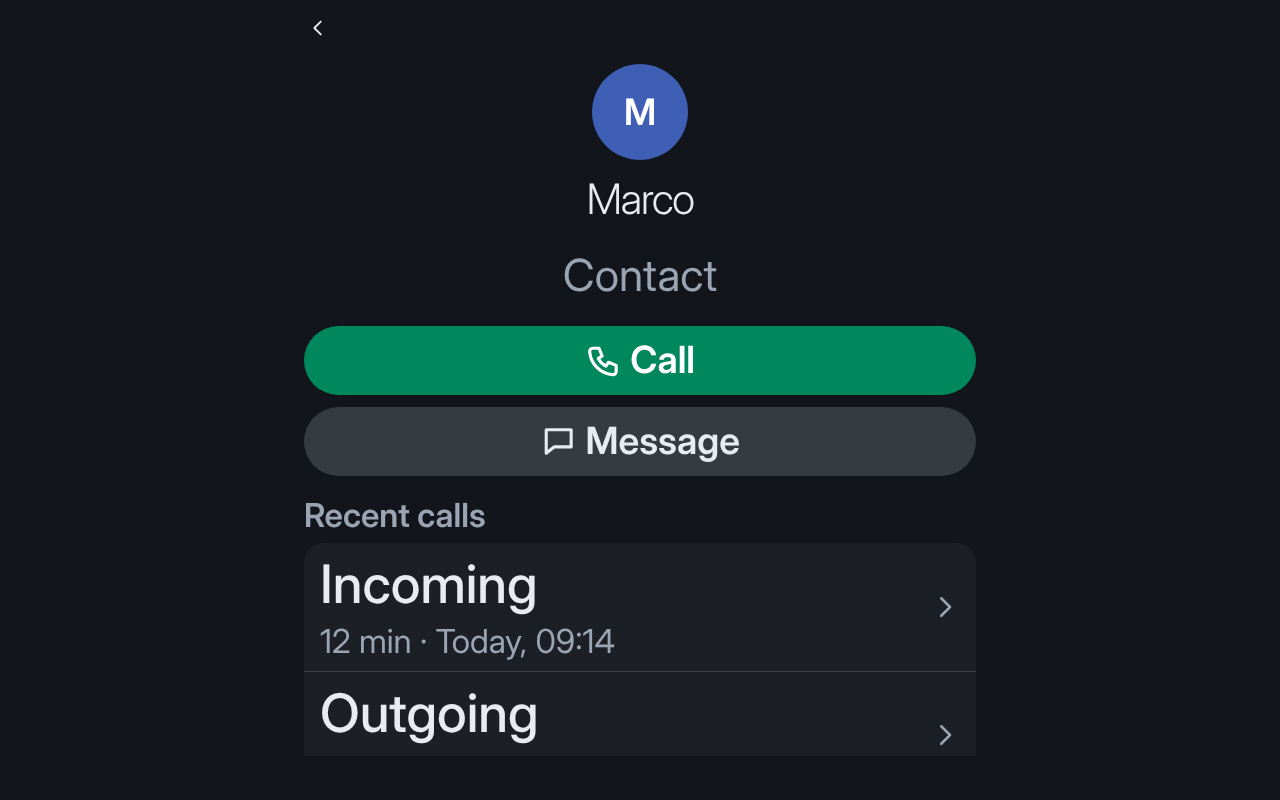 M
Marco
Contact
Call
Message
Recent calls
Incoming
12 min · Today, 09:14
Outgoing